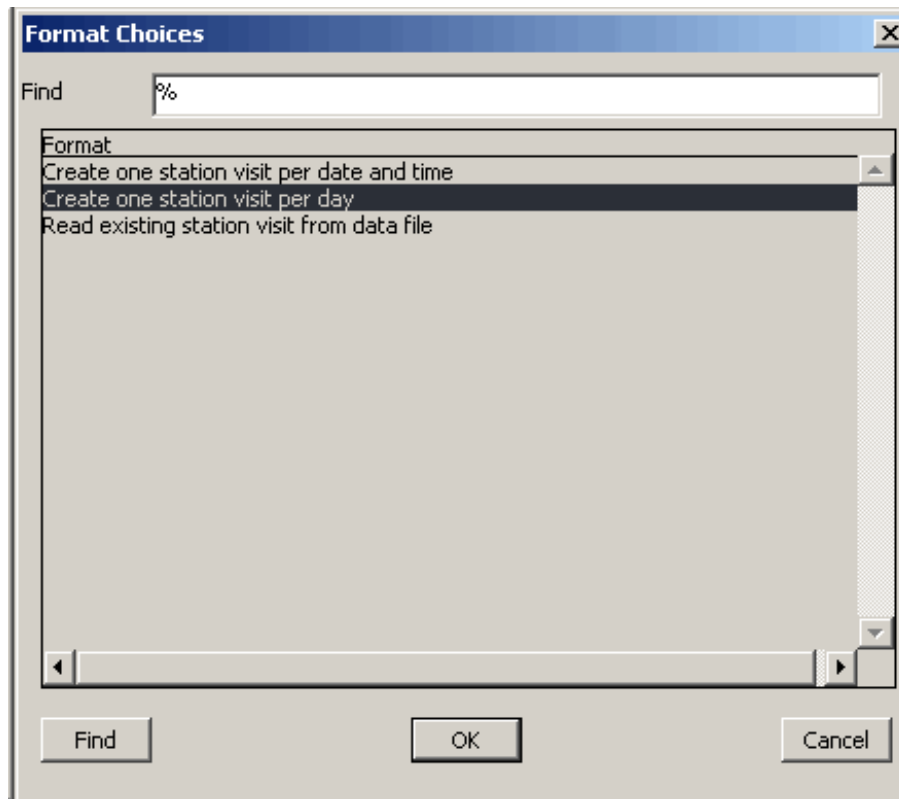 Format Choices
Find %
Format
Create one station visit per date and time
Create one station visit per day
Read existing station visit from data file
Find OK Cancel